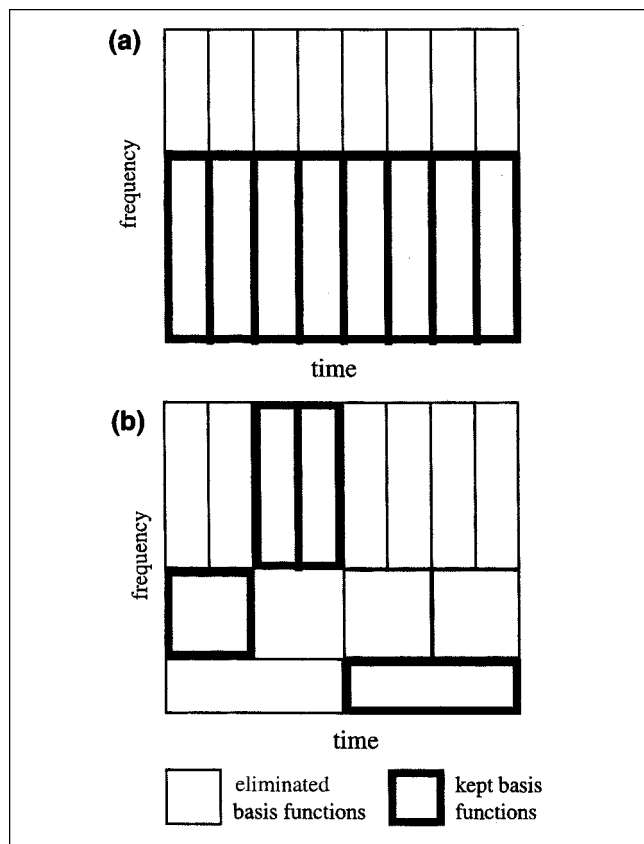 (a)
frequency
time
(b)
frequency
time
eliminated
basis functions
kept basis
functions